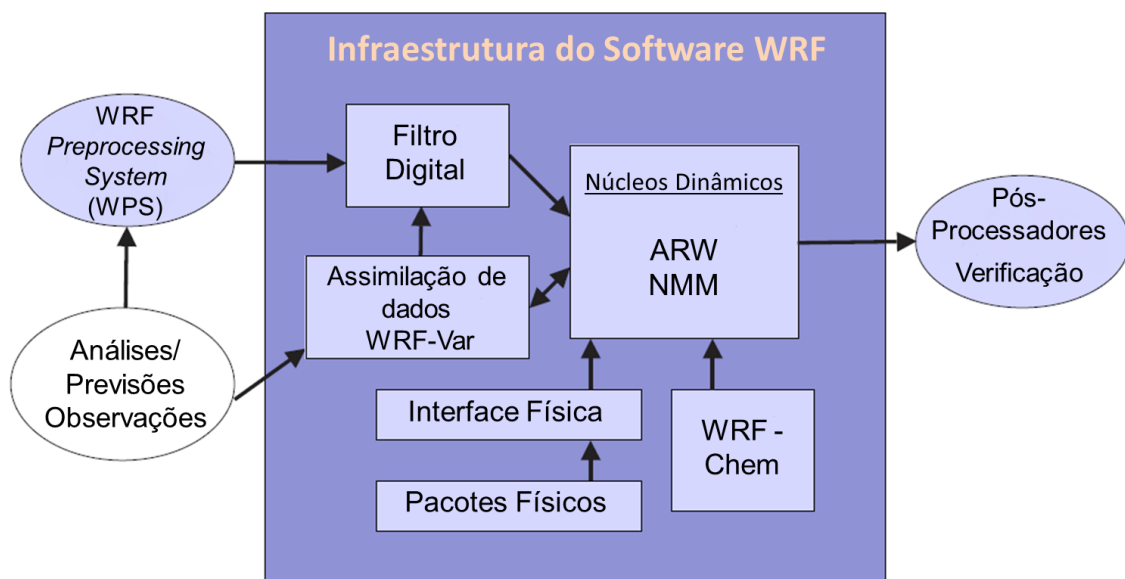 Infraestrutura do Software WRF
WRF
Preprocessing
System
(WPS)
Filtro
Digital
Núcleos Dinâmicos
ARW
NMM
Pós-
Processadores
Verificação
Assimilação de
dados
WRF-Var
Análises/
Previsões
Observações
Interface Física
WRF -
Chem
Pacotes Físicos